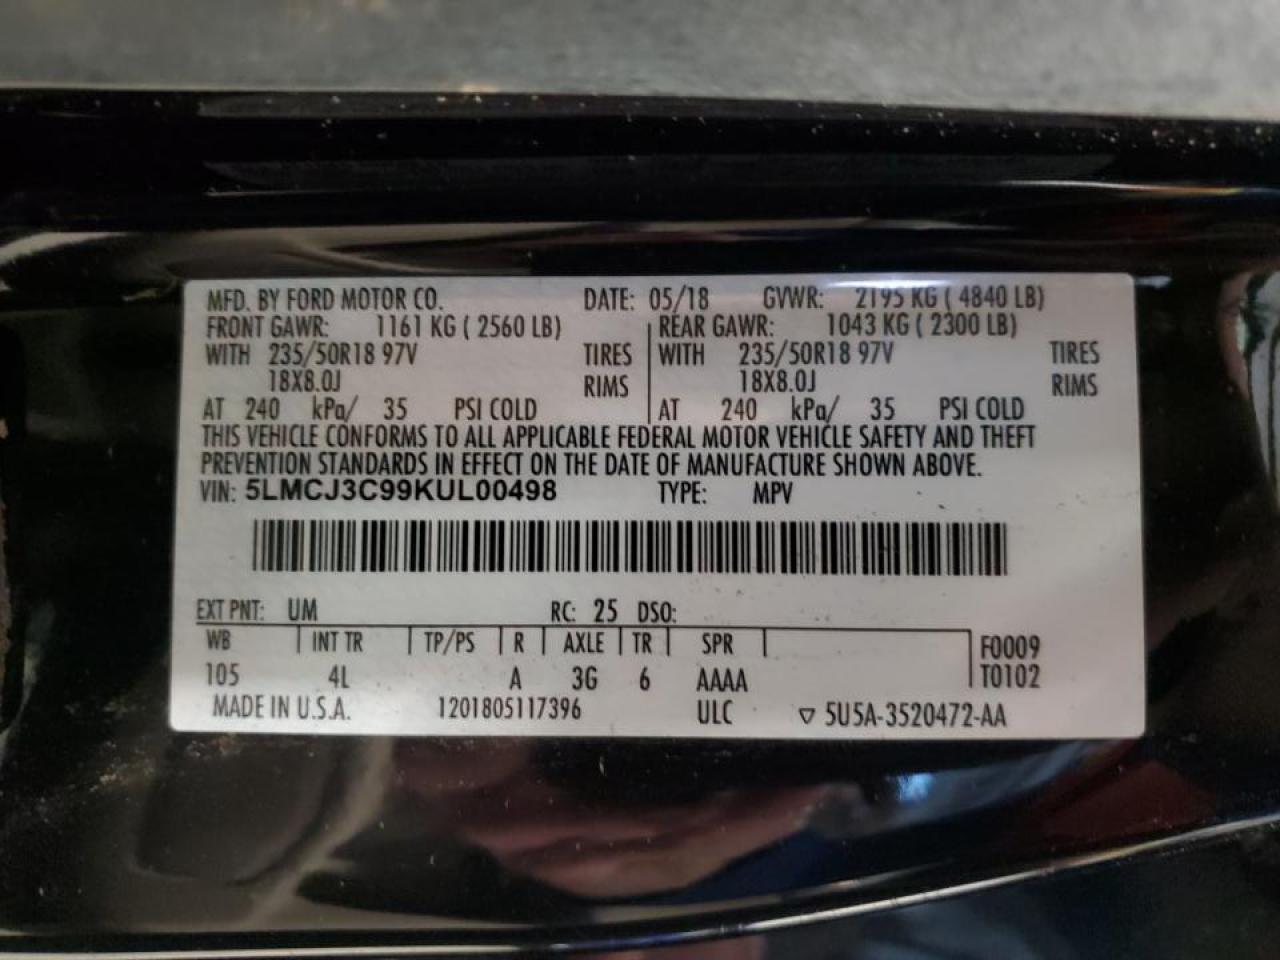 MFD. BY FORD MOTOR CO. DATE: 05/18 GVWR: 2195 KG ( 4840 LB)
FRONT GAWR: 1161 KG ( 2560 LB) REAR GAWR: 1043 KG ( 2300 LB)
WITH 235/50R18 97V TIRES WITH 235/50R18 97V TIRES
18X8.0J RIMS 18X8.0J RIMS
AT 240 kPa/ 35 PSI COLD AT 240 kPa/ 35 PSI COLD
THIS VEHICLE CONFORMS TO ALL APPLICABLE FEDERAL MOTOR VEHICLE SAFETY AND THEFT
PREVENTION STANDARDS IN EFFECT ON THE DATE OF MANUFACTURE SHOWN ABOVE.
VIN: 5LMCJ3C99KUL00498 TYPE: MPV
EXT PNT: UM RC: 25 DSO:
WB INT TR TP/PS R AXLE TR SPR F0009
105 4L A 3G 6 AAAA T0102
MADE IN U.S.A. 1201805117396 ULC ▽ 5U5A-3520472-AA